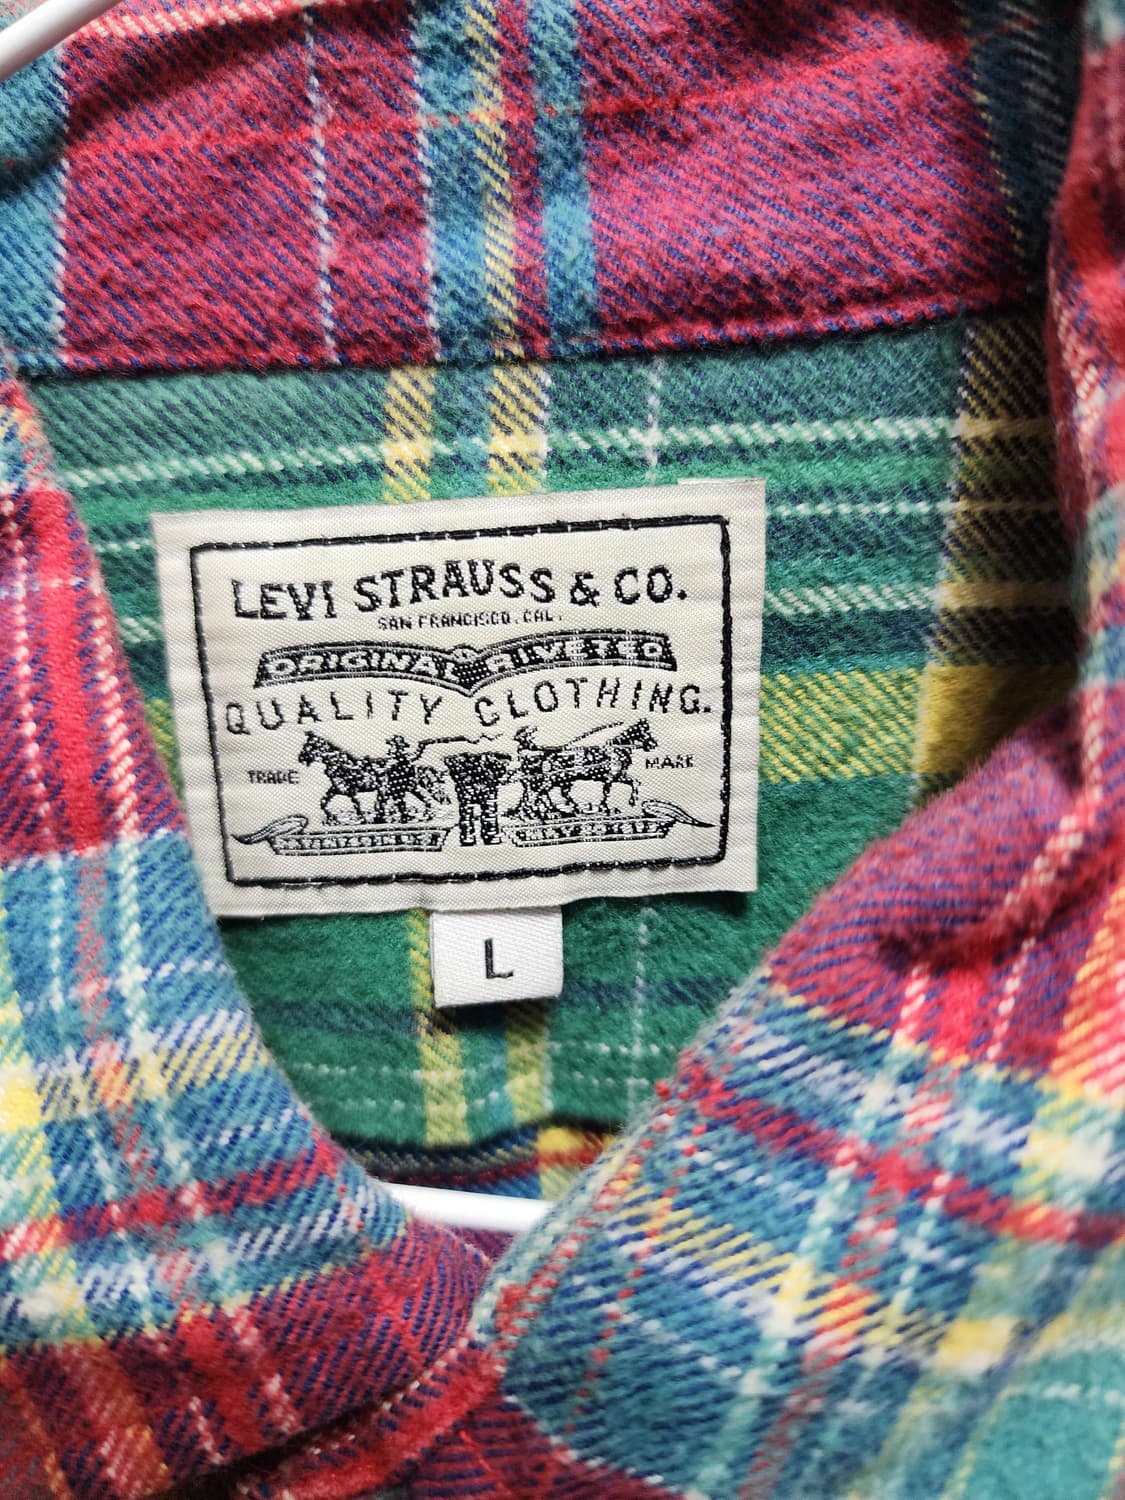 LEVI STRAUSS & CO.
SAN FRANCISCO, CAL.
ORIGINAL RIVETED
QUALITY CLOTHING.
TRADE MARK
L